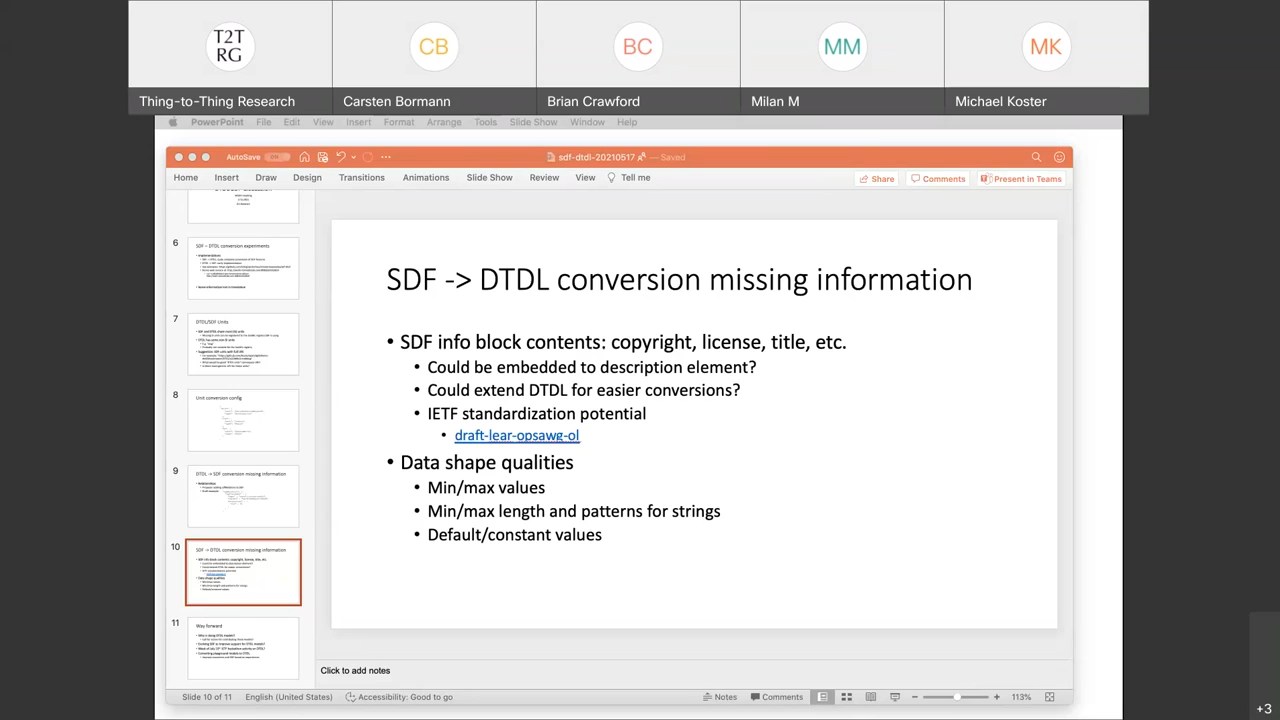 T2T
RG
CB
BC
MM
MK
Thing-to-Thing Research
Carsten Bormann
Brian Crawford
Milan M
Michael Koster
PowerPoint File Edit View Insert Format Arrange Tools Slide Show Window Help
AutoSave
sdf-dtdl-20210517 — Saved
Home Insert Draw Design Transitions Animations Slide Show Review View Tell me
Share Comments Present in Teams
6
SDF – DTDL conversion experiments
7
DTDL/SDF Units
8
Unit conversion config
9
DTDL -> SDF conversion missing information
10
SDF -> DTDL conversion missing information
11
Way forward
SDF -> DTDL conversion missing information
• SDF info block contents: copyright, license, title, etc.
• Could be embedded to description element?
• Could extend DTDL for easier conversions?
• IETF standardization potential
• draft-lear-opsawg-ol
• Data shape qualities
• Min/max values
• Min/max length and patterns for strings
• Default/constant values
Click to add notes
Slide 10 of 11 English (United States) Accessibility: Good to go
Notes Comments 113%
+3